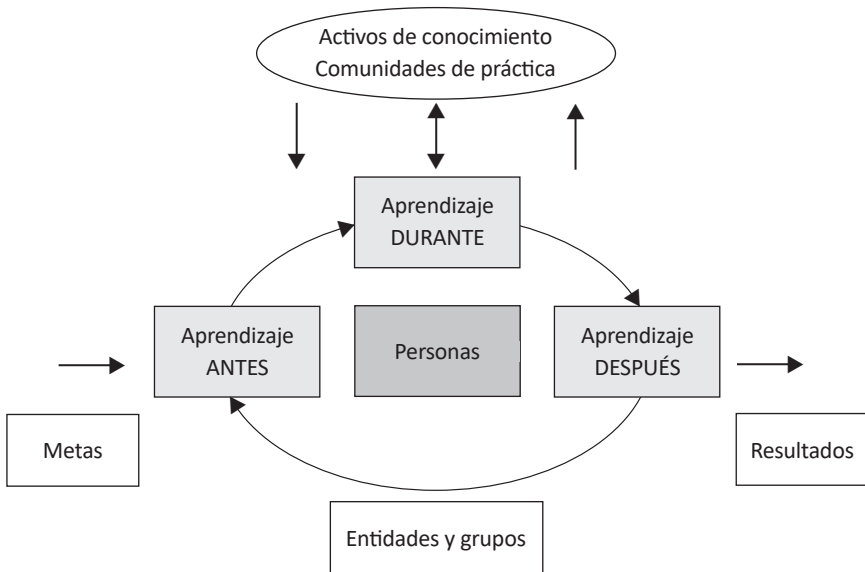 Activos de conocimiento
Comunidades de práctica
Aprendizaje
DURANTE
Aprendizaje
ANTES
Personas
Aprendizaje
DESPUÉS
Metas
Resultados
Entidades y grupos